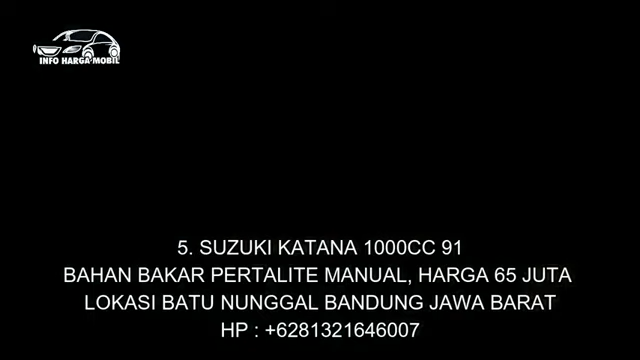 INFO HARGA MOBIL
5. SUZUKI KATANA 1000CC 91
BAHAN BAKAR PERTALITE MANUAL, HARGA 65 JUTA
LOKASI BATU NUNGGAL BANDUNG JAWA BARAT
HP : +6281321646007